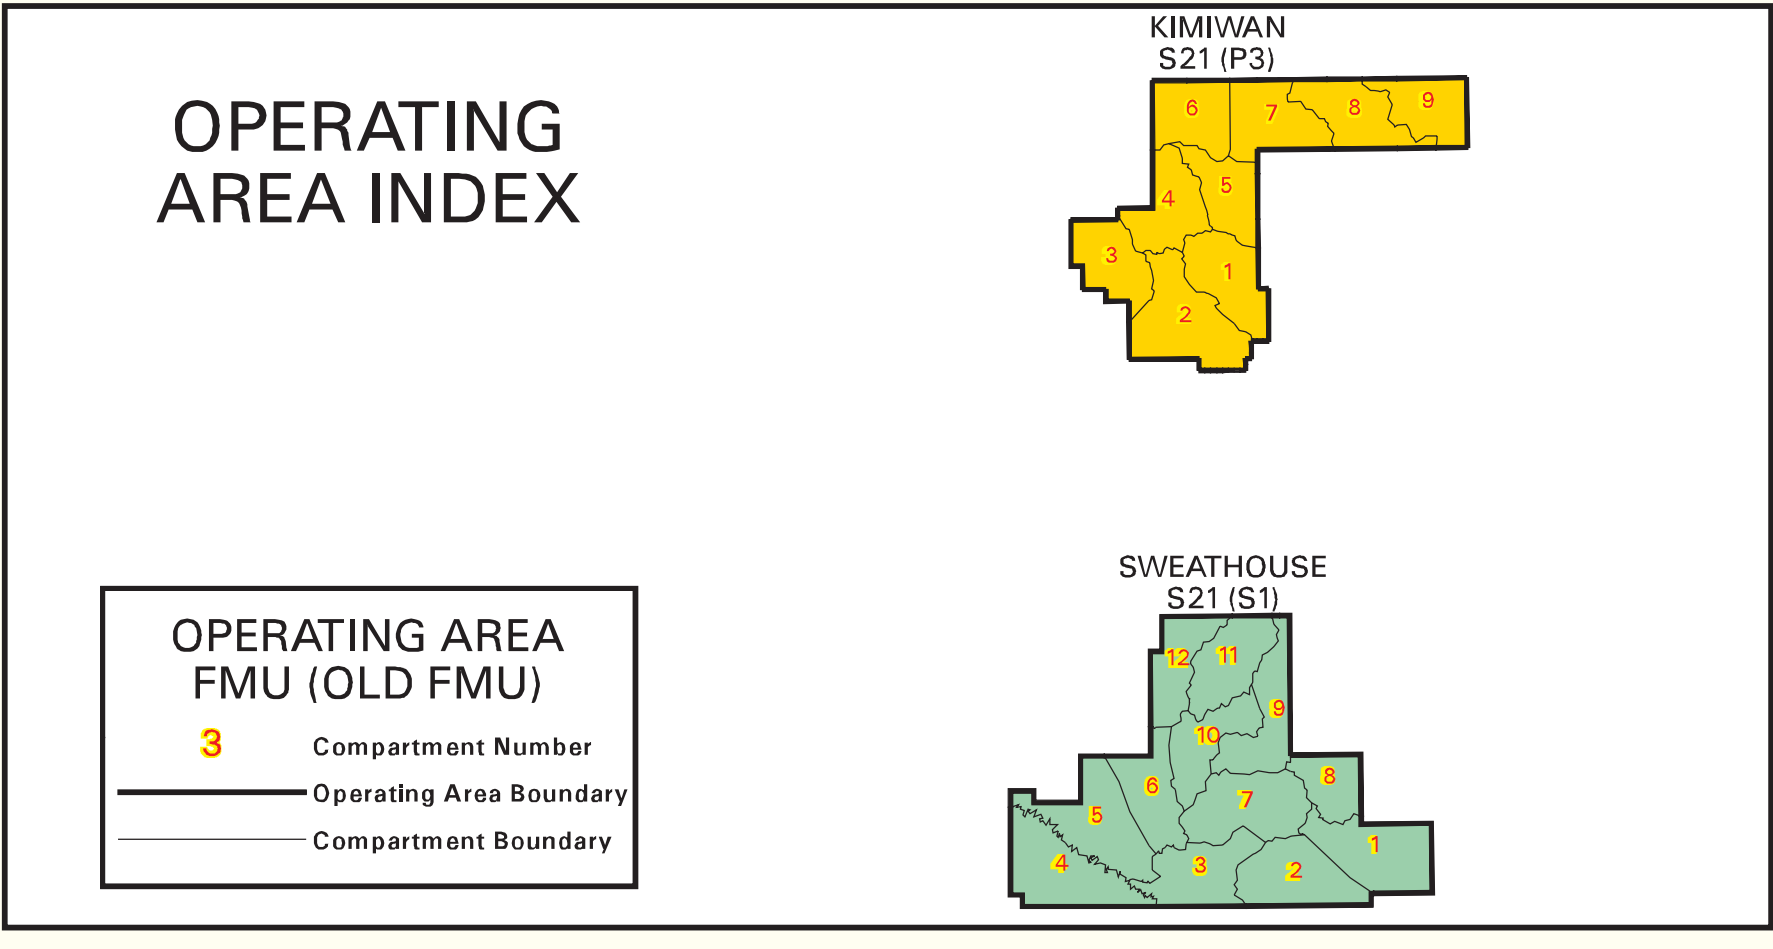 OPERATING
AREA INDEX
KIMIWAN
S21 (P3)
6
7
8
9
4
5
3
1
2
SWEATHOUSE
S21 (S1)
12
11
9
10
6
8
7
5
1
4
3
2
OPERATING AREA
FMU (OLD FMU)
3 Compartment Number
Operating Area Boundary
Compartment Boundary